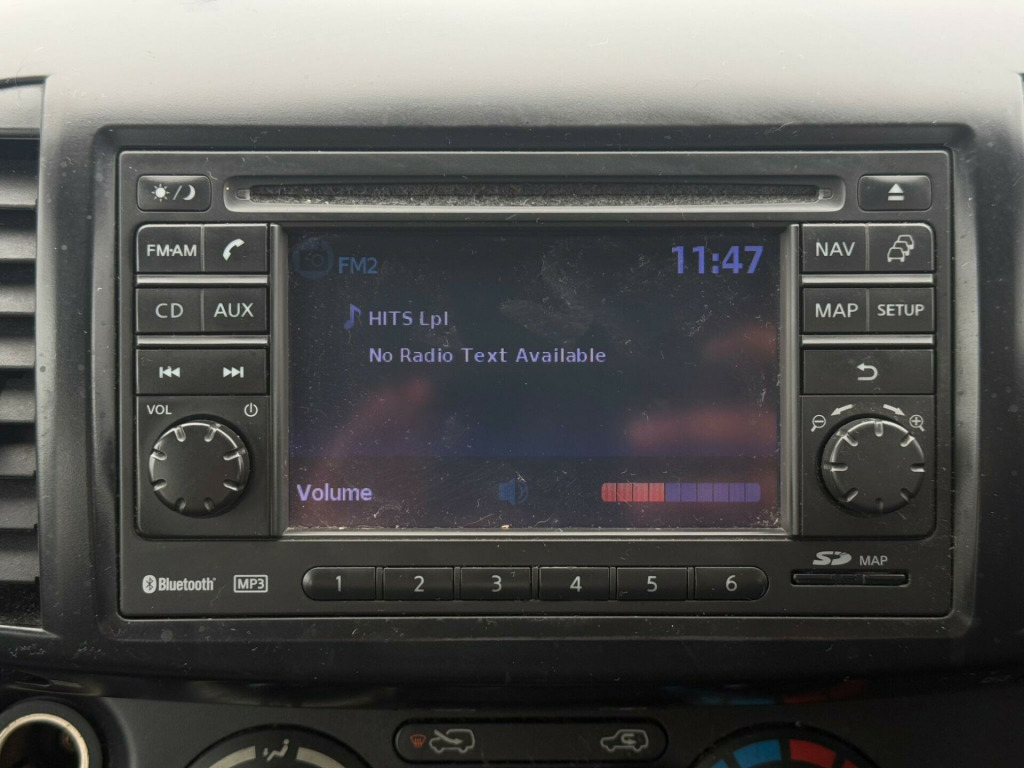 FM•AM
CD AUX
VOL
FM2
11:47
HITS Lpl
No Radio Text Available
Volume
NAV
MAP SETUP
Bluetooth
MP3
1 2 3 4 5 6
SD MAP